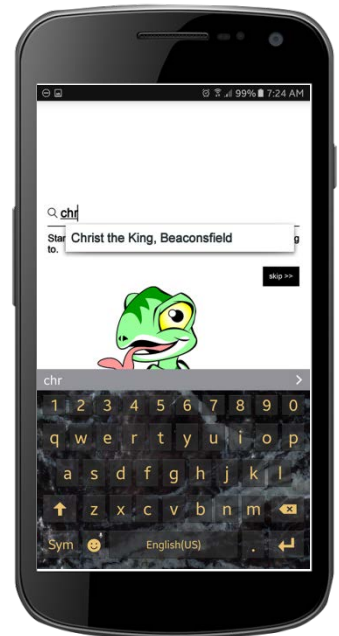 99% 7:24 AM
chr
Christ the King, Beaconsfield
Star g
to.
skip >>
chr
1 2 3 4 5 6 7 8 9 0
q w e r t y u i o p
a s d f g h j k l
z x c v b n m
Sym English(US) .